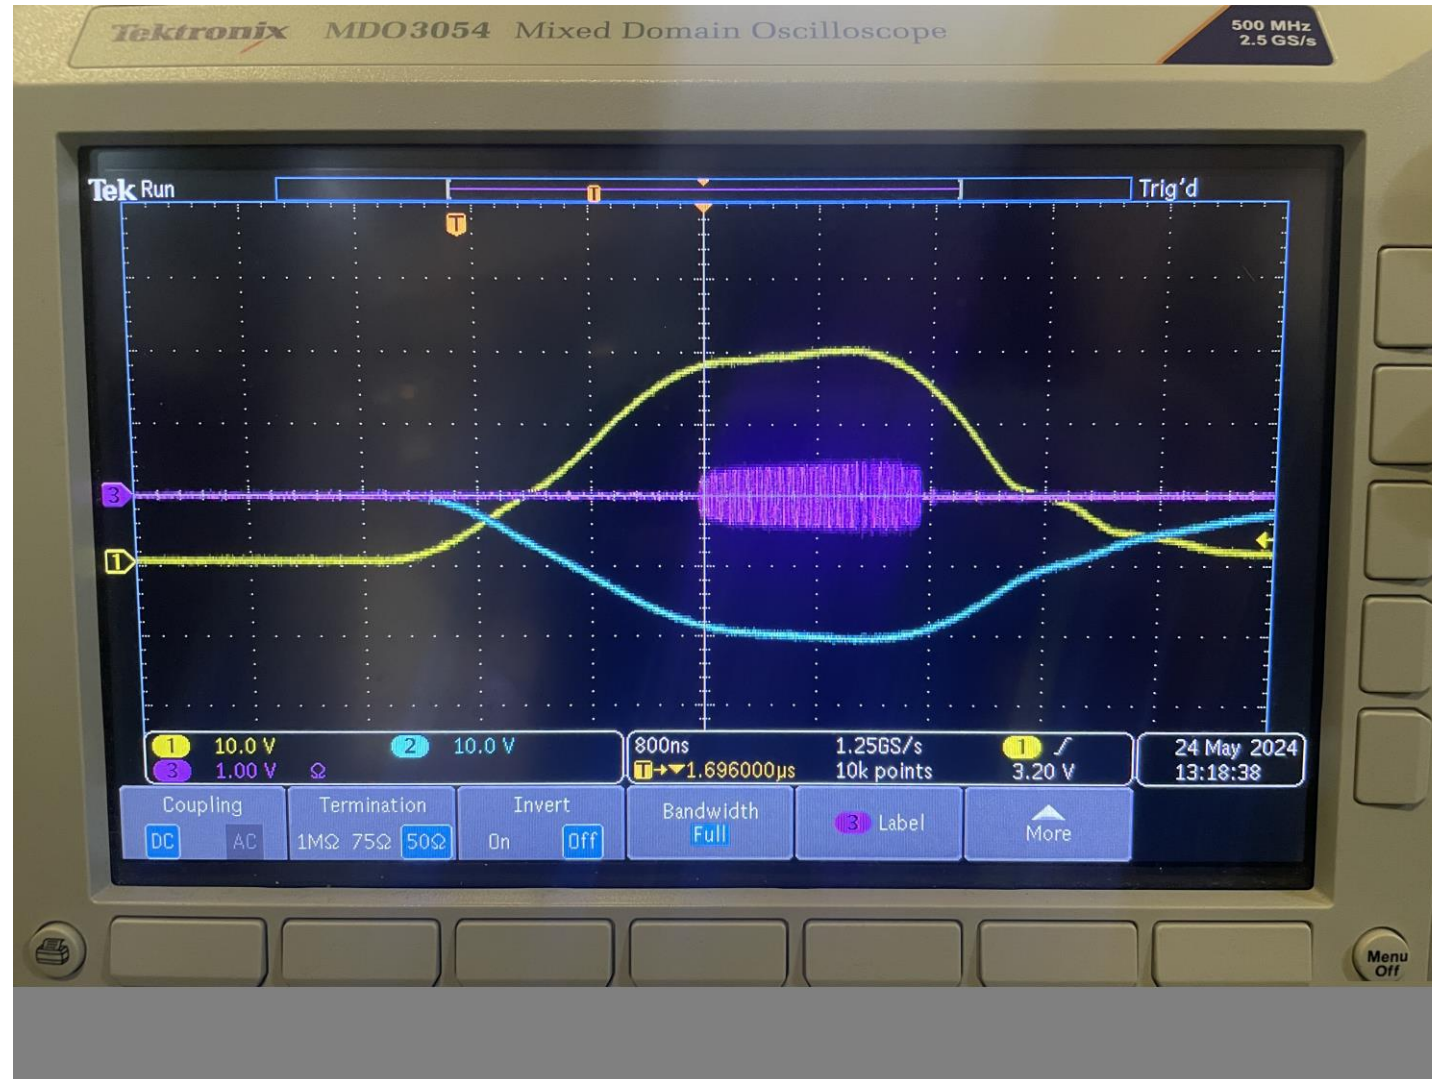 Tektronix MDO3054 Mixed Domain Oscilloscope
500 MHz
2.5 GS/s
Tek Run
T
Trig'd
T
3
1
1 10.0 V 2 10.0 V
3 1.00 V Ω
800ns 1.25GS/s 1
T→▼1.696000µs 10k points 3.20 V
24 May 2024
13:18:38
Coupling
DC AC
Termination
1MΩ 75Ω 50Ω
Invert
On Off
Bandwidth
Full
3 Label
More
Menu
Off